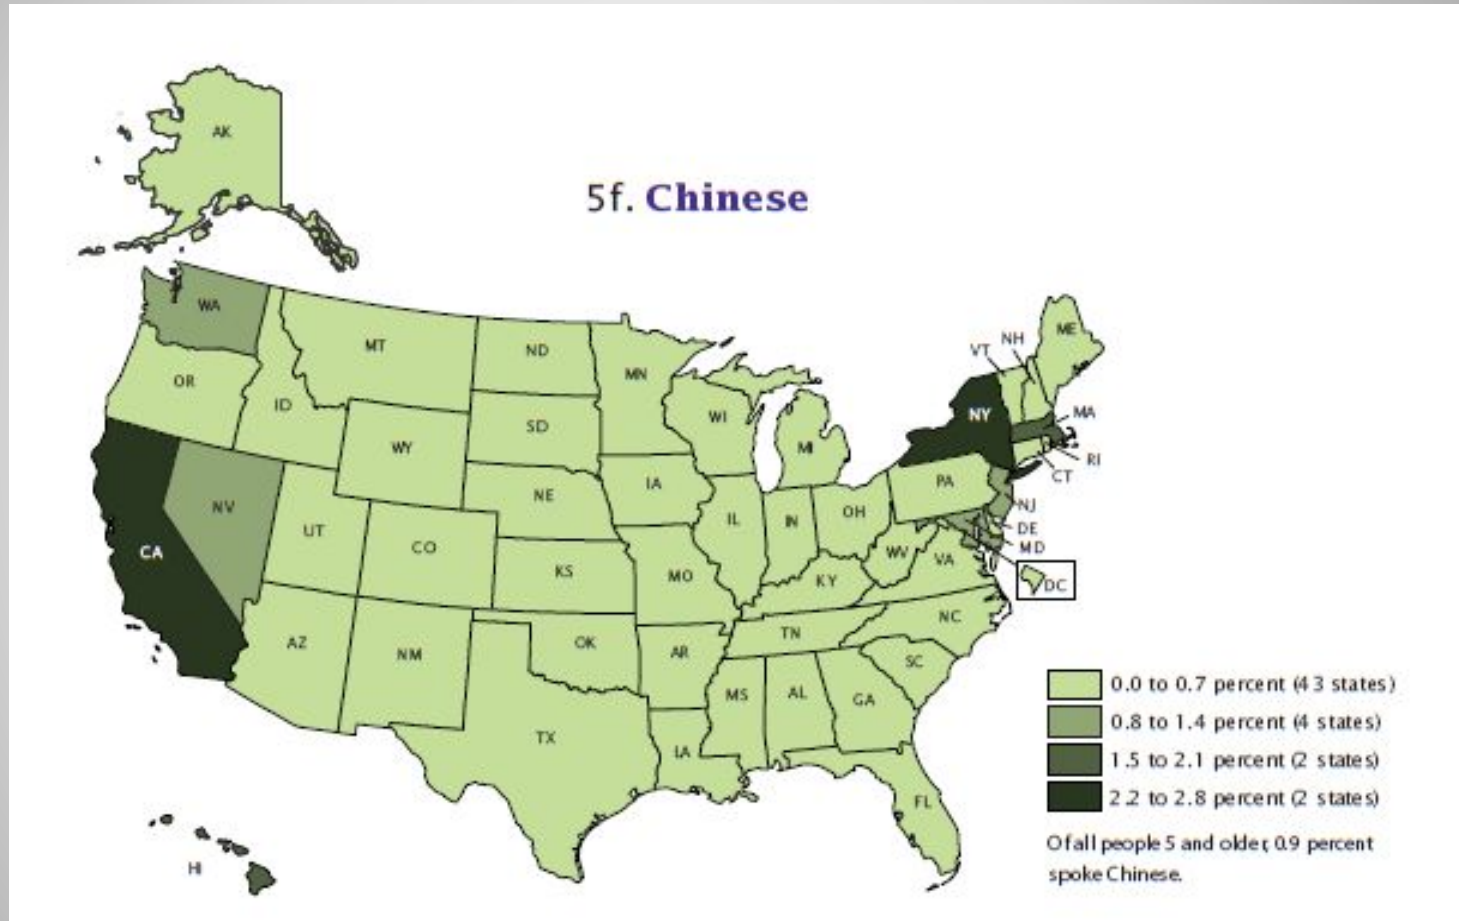 AK
5f. Chinese
WA
MT
ND
MN
OR
ID
SD
WI
MI
VT
NH
ME
NY
MA
RI
CT
WY
IA
NE
PA
NJ
NV
UT
CO
IL
IN
OH
DE
MD
CA
KS
MO
KY
WV
VA
DC
AZ
NM
OK
AR
TN
NC
SC
MS
AL
GA
TX
LA
FL
HI
0.0 to 0.7 percent (43 states)
0.8 to 1.4 percent (4 states)
1.5 to 2.1 percent (2 states)
2.2 to 2.8 percent (2 states)
Of all people 5 and older, 0.9 percent
spoke Chinese.